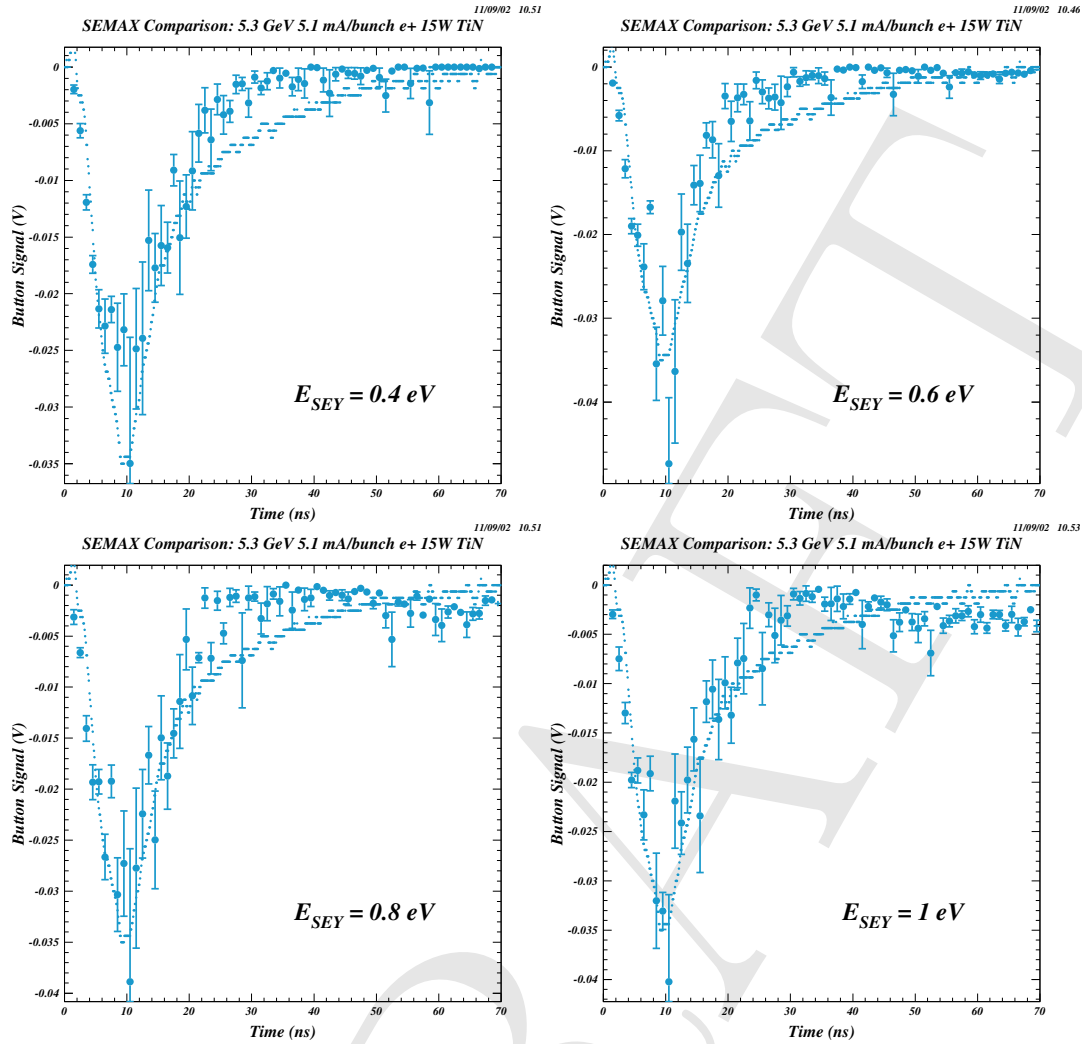 11/09/02 10.51
SEMAX Comparison: 5.3 GeV 5.1 mA/bunch e+ 15W TiN
Button Signal (V)
0
-0.005
-0.01
-0.015
-0.02
-0.025
-0.03
-0.035
E_SEY = 0.4 eV
0 10 20 30 40 50 60 70
Time (ns)
11/09/02 10.46
SEMAX Comparison: 5.3 GeV 5.1 mA/bunch e+ 15W TiN
Button Signal (V)
0
-0.01
-0.02
-0.03
-0.04
E_SEY = 0.6 eV
0 10 20 30 40 50 60 70
Time (ns)
11/09/02 10.51
SEMAX Comparison: 5.3 GeV 5.1 mA/bunch e+ 15W TiN
Button Signal (V)
0
-0.005
-0.01
-0.015
-0.02
-0.025
-0.03
-0.035
-0.04
E_SEY = 0.8 eV
0 10 20 30 40 50 60 70
Time (ns)
11/09/02 10.53
SEMAX Comparison: 5.3 GeV 5.1 mA/bunch e+ 15W TiN
Button Signal (V)
0
-0.005
-0.01
-0.015
-0.02
-0.025
-0.03
-0.035
-0.04
E_SEY = 1 eV
0 10 20 30 40 50 60 70
Time (ns)